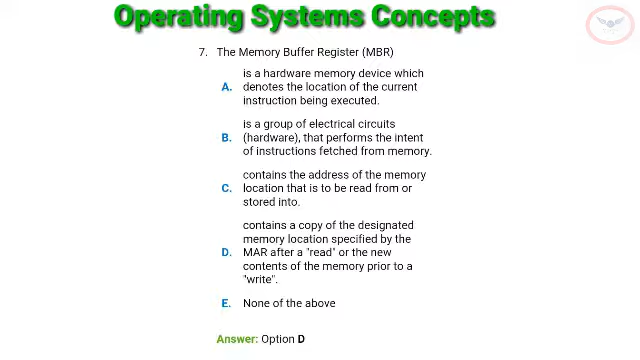 Operating Systems Concepts
7. The Memory Buffer Register (MBR)
is a hardware memory device which
A. denotes the location of the current
instruction being executed.
is a group of electrical circuits
B. (hardware), that performs the intent
of instructions fetched from memory.
contains the address of the memory
C. location that is to be read from or
stored into.
contains a copy of the designated
memory location specified by the
D. MAR after a "read" or the new
contents of the memory prior to a
"write".
E. None of the above
Answer: Option D